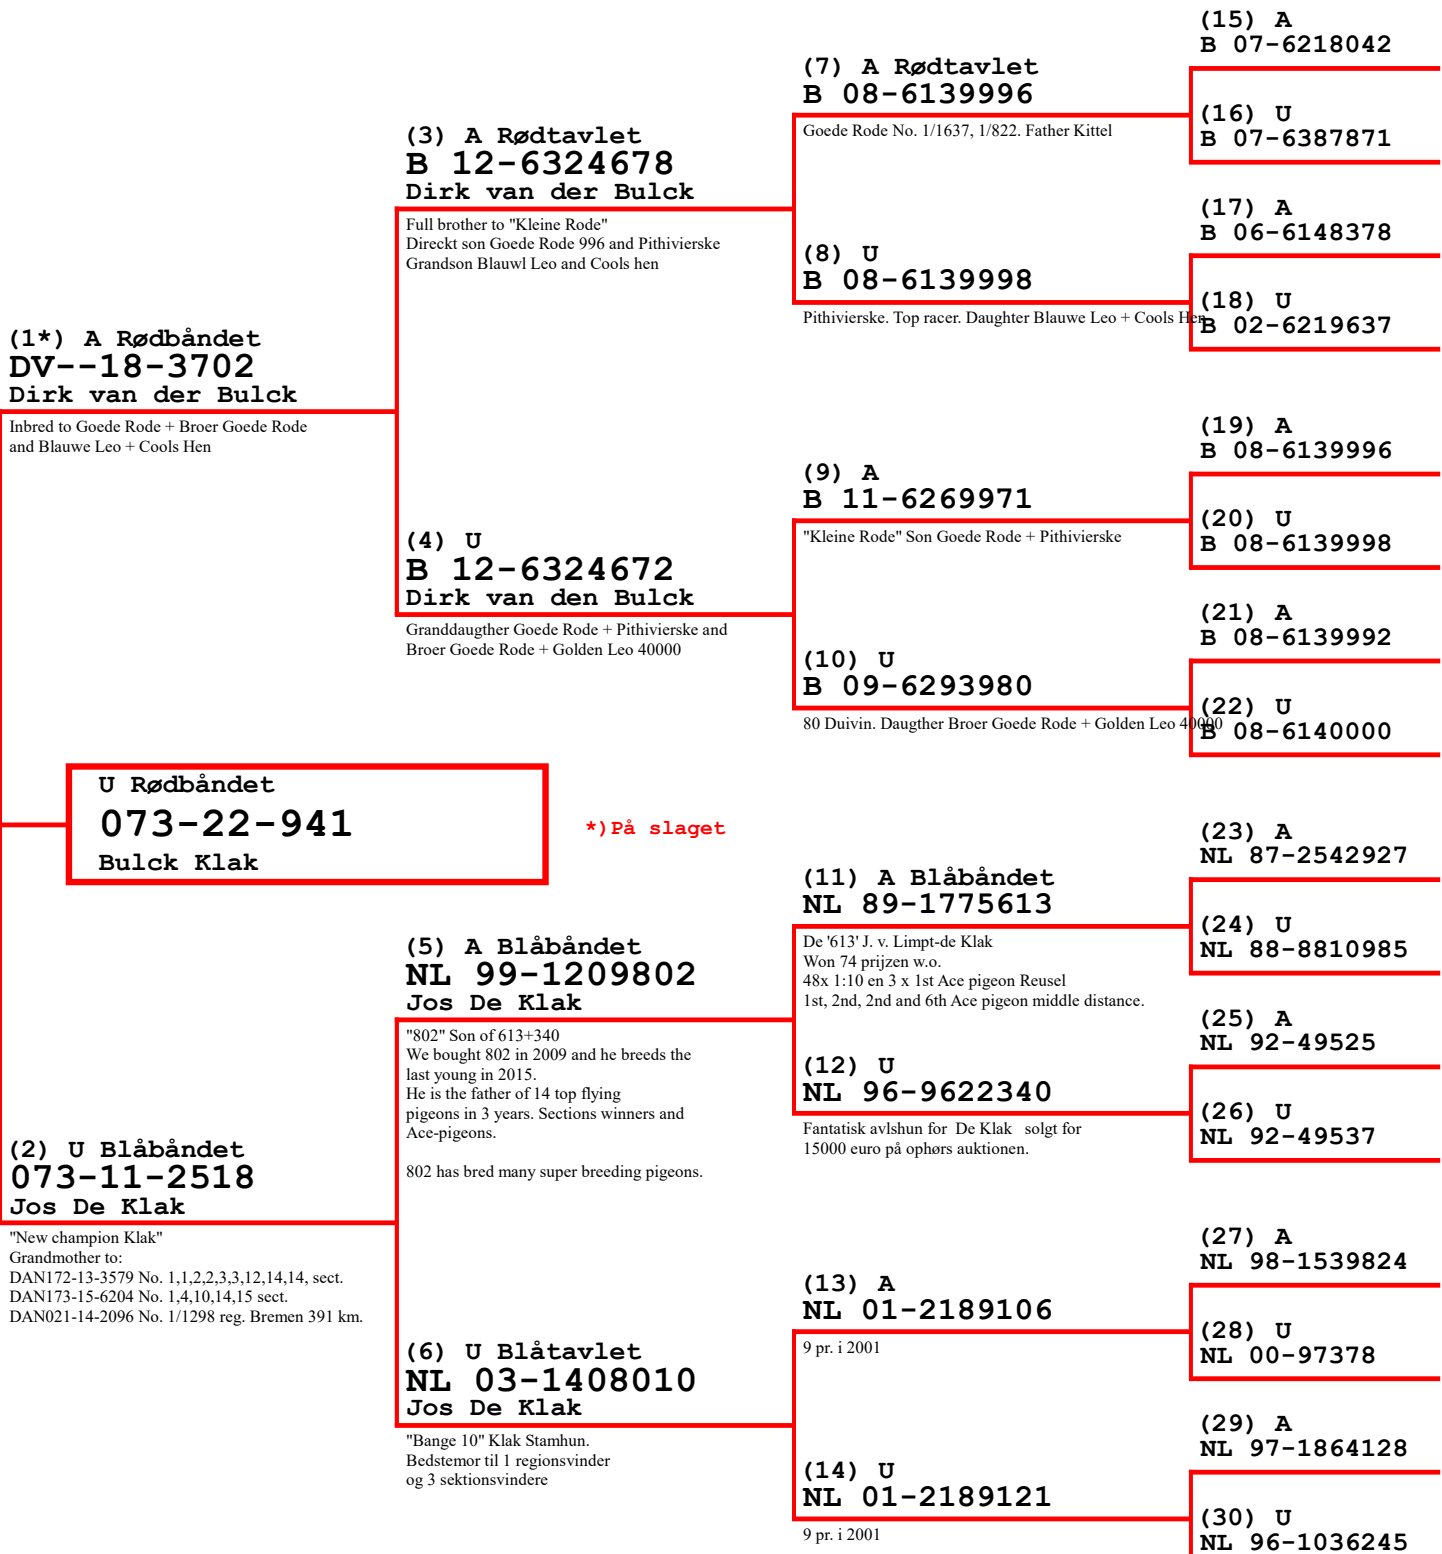 (1*) A Rødbåndet
DV--18-3702
Dirk van der Bulck
Inbred to Goede Rode + Broer Goede Rode
and Blauwe Leo + Cools Hen
U Rødbåndet
073-22-941
Bulck Klak
*)På slaget
(2) U Blåbåndet
073-11-2518
Jos De Klak
"New champion Klak"
Grandmother to:
DAN172-13-3579 No. 1,1,2,2,3,3,12,14,14, sect.
DAN173-15-6204 No. 1,4,10,14,15 sect.
DAN021-14-2096 No. 1/1298 reg. Bremen 391 km.
(3) A Rødtavlet
B 12-6324678
Dirk van der Bulck
Full brother to "Kleine Rode"
Direckt son Goede Rode 996 and Pithivierske
Grandson Blauwl Leo and Cools hen
(4) U
B 12-6324672
Dirk van den Bulck
Granddaugther Goede Rode + Pithivierske and
Broer Goede Rode + Golden Leo 40000
(5) A Blåbåndet
NL 99-1209802
Jos De Klak
"802" Son of 613+340
We bought 802 in 2009 and he breeds the
last young in 2015.
He is the father of 14 top flying
pigeons in 3 years. Sections winners and
Ace-pigeons.
802 has bred many super breeding pigeons.
(6) U Blåtavlet
NL 03-1408010
Jos De Klak
"Bange 10" Klak Stamhun.
Bedstemor til 1 regionsvinder
og 3 sektionsvindere
(7) A Rødtavlet
B 08-6139996
Goede Rode No. 1/1637, 1/822. Father Kittel
(8) U
B 08-6139998
Pithivierske. Top racer. Daughter Blauwe Leo + Cools Hen
(9) A
B 11-6269971
"Kleine Rode" Son Goede Rode + Pithivierske
(10) U
B 09-6293980
80 Duivin. Daugther Broer Goede Rode + Golden Leo 40000
(11) A Blåbåndet
NL 89-1775613
De '613' J. v. Limpt-de Klak
Won 74 prijzen w.o.
48x 1:10 en 3 x 1st Ace pigeon Reusel
1st, 2nd, 2nd and 6th Ace pigeon middle distance.
(12) U
NL 96-9622340
Fantatisk avlshun for De Klak solgt for
15000 euro på ophørs auktionen.
(13) A
NL 01-2189106
9 pr. i 2001
(14) U
NL 01-2189121
9 pr. i 2001
(15) A
B 07-6218042
(16) U
B 07-6387871
(17) A
B 06-6148378
(18) U
B 02-6219637
(19) A
B 08-6139996
(20) U
B 08-6139998
(21) A
B 08-6139992
(22) U
B 08-6140000
(23) A
NL 87-2542927
(24) U
NL 88-8810985
(25) A
NL 92-49525
(26) U
NL 92-49537
(27) A
NL 98-1539824
(28) U
NL 00-97378
(29) A
NL 97-1864128
(30) U
NL 96-1036245